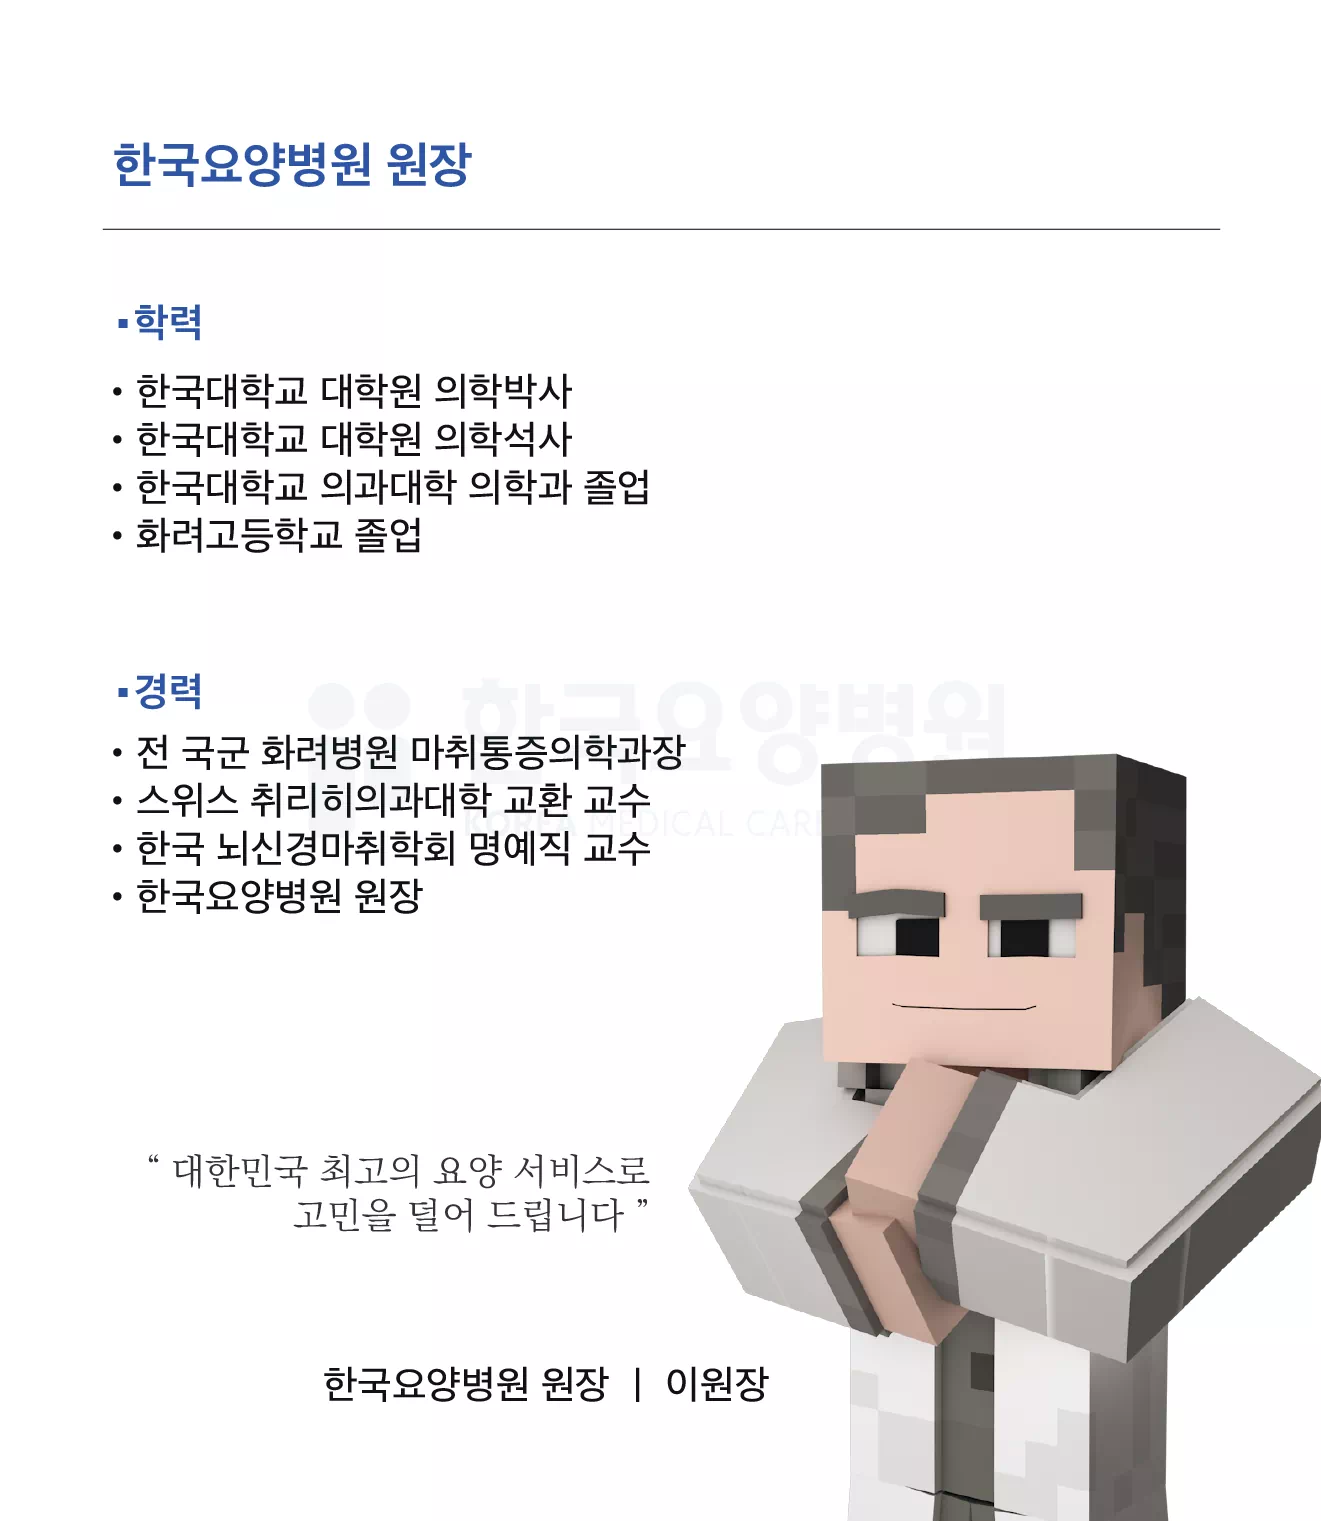 한국요양병원 원장
▪학력
• 한국대학교 대학원 의학박사
• 한국대학교 대학원 의학석사
• 한국대학교 의과대학 의학과 졸업
• 화려고등학교 졸업
▪경력
한국요양병원
KOREA MEDICAL CARE
• 전 국군 화려병원 마취통증의학과장
• 스위스 취리히의과대학 교환 교수
• 한국 뇌신경마취학회 명예직 교수
• 한국요양병원 원장
“ 대한민국 최고의 요양 서비스로
고민을 덜어 드립니다 ”
한국요양병원 원장 | 이원장